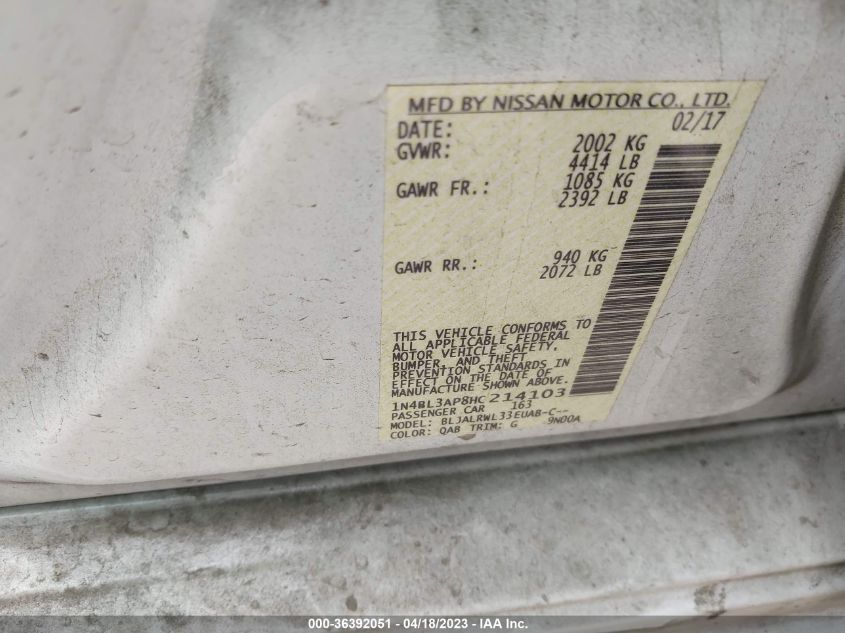 MFD BY NISSAN MOTOR CO., LTD.
DATE: 02/17
GVWR: 2002 KG
4414 LB
GAWR FR.: 1085 KG
2392 LB
GAWR RR.: 940 KG
2072 LB
THIS VEHICLE CONFORMS TO
ALL APPLICABLE FEDERAL
MOTOR VEHICLE SAFETY,
BUMPER, AND THEFT
PREVENTION STANDARDS IN
EFFECT ON THE DATE OF
MANUFACTURE SHOWN ABOVE.
1N4BL3AP8HC214103
PASSENGER CAR 163
MODEL: BLJALRWL33EUAB-C--
COLOR: QAB TRIM: G 9N00A
000-36392051 - 04/18/2023 - IAA Inc.